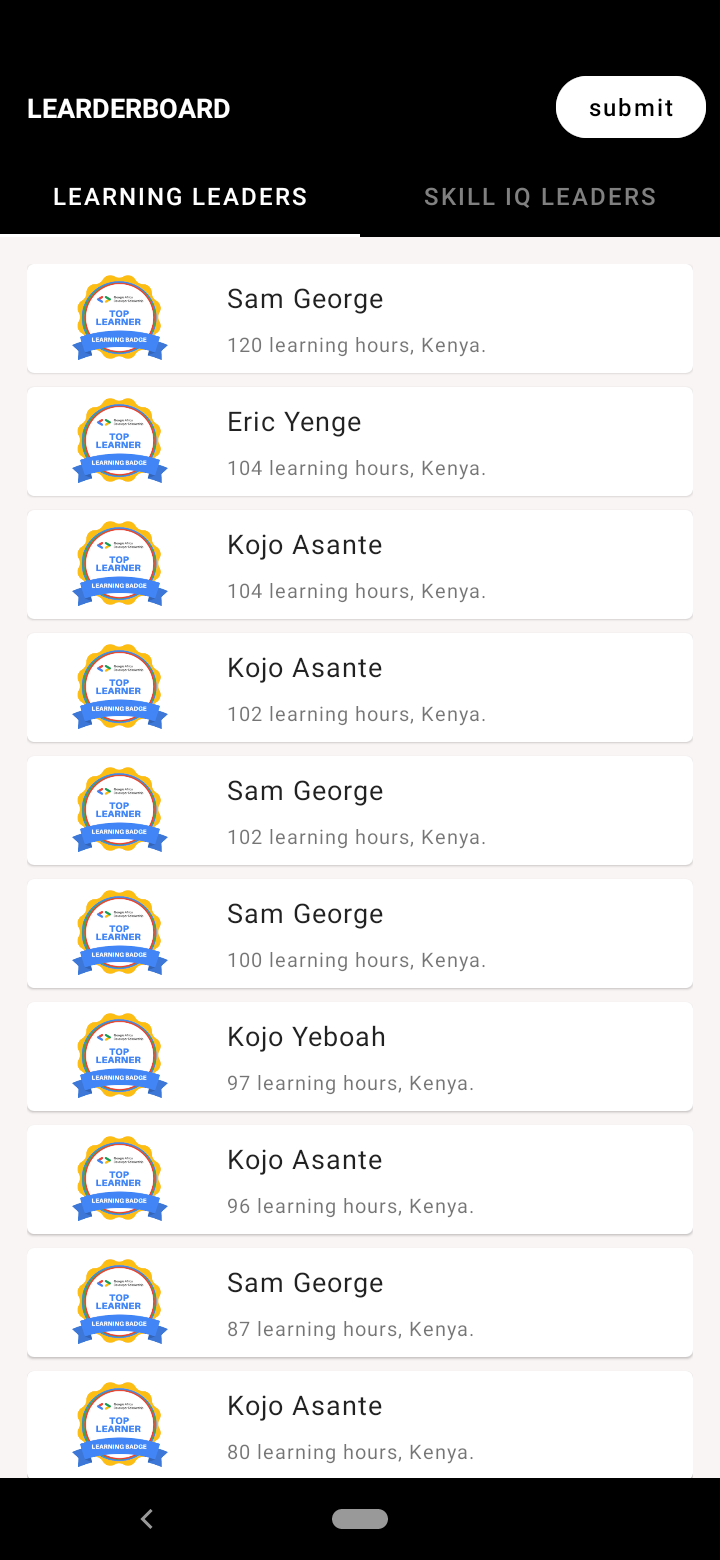 LEARDERBOARD
submit
LEARNING LEADERS
SKILL IQ LEADERS
TOP
LEARNER
LEARNING BADGE
Sam George
120 learning hours, Kenya.
TOP
LEARNER
LEARNING BADGE
Eric Yenge
104 learning hours, Kenya.
TOP
LEARNER
LEARNING BADGE
Kojo Asante
104 learning hours, Kenya.
TOP
LEARNER
LEARNING BADGE
Kojo Asante
102 learning hours, Kenya.
TOP
LEARNER
LEARNING BADGE
Sam George
102 learning hours, Kenya.
TOP
LEARNER
LEARNING BADGE
Sam George
100 learning hours, Kenya.
TOP
LEARNER
LEARNING BADGE
Kojo Yeboah
97 learning hours, Kenya.
TOP
LEARNER
LEARNING BADGE
Kojo Asante
96 learning hours, Kenya.
TOP
LEARNER
LEARNING BADGE
Sam George
87 learning hours, Kenya.
TOP
LEARNER
LEARNING BADGE
Kojo Asante
80 learning hours, Kenya.